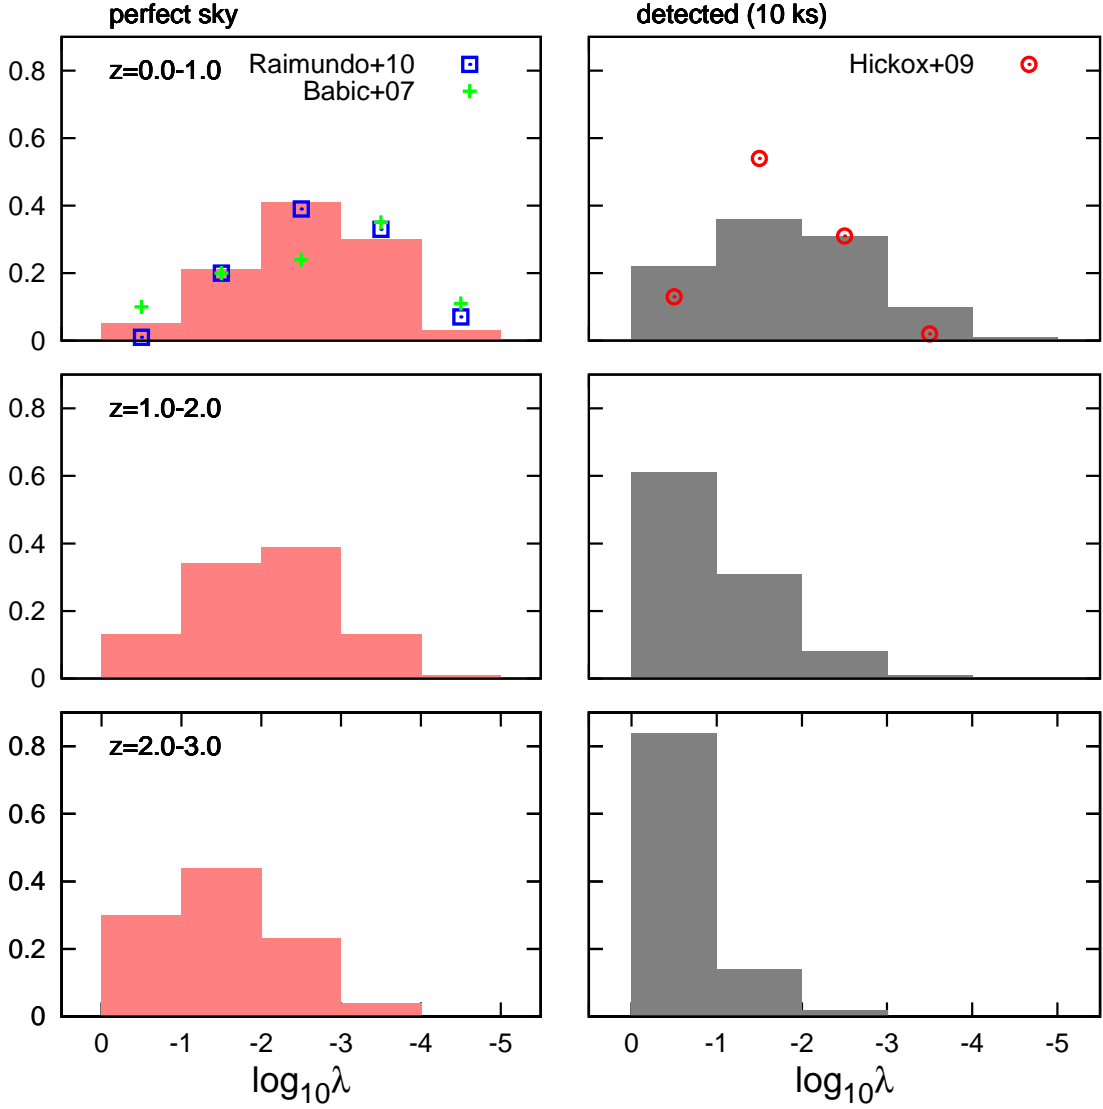 perfect sky
detected (10 ks)
z=0.0-1.0
Raimundo+10
Babic+07
Hickox+09
0.8
0.6
0.4
0.2
0
z=1.0-2.0
0.8
0.6
0.4
0.2
0
z=2.0-3.0
0.8
0.6
0.4
0.2
0
0 -1 -2 -3 -4 -5
0 -1 -2 -3 -4 -5
log₁₀λ
log₁₀λ